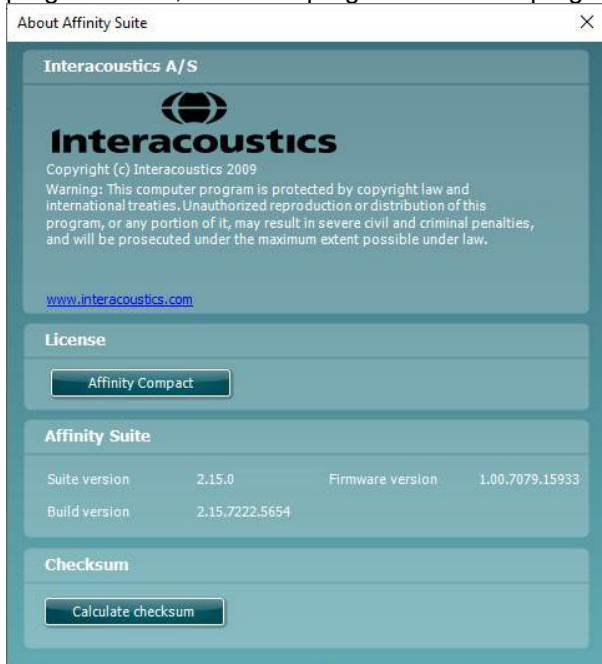 About Affinity Suite
Interacoustics A/S
Interacoustics
Copyright (c) Interacoustics 2009
Warning: This computer program is protected by copyright law and
international treaties. Unauthorized reproduction or distribution of this
program, or any portion of it, may result in severe civil and criminal penalties,
and will be prosecuted under the maximum extent possible under law.
www.interacoustics.com
License
Affinity Compact
Affinity Suite
Suite version 2.15.0 Firmware version 1.00.7079.15933
Build version 2.15.7222.5654
Checksum
Calculate checksum